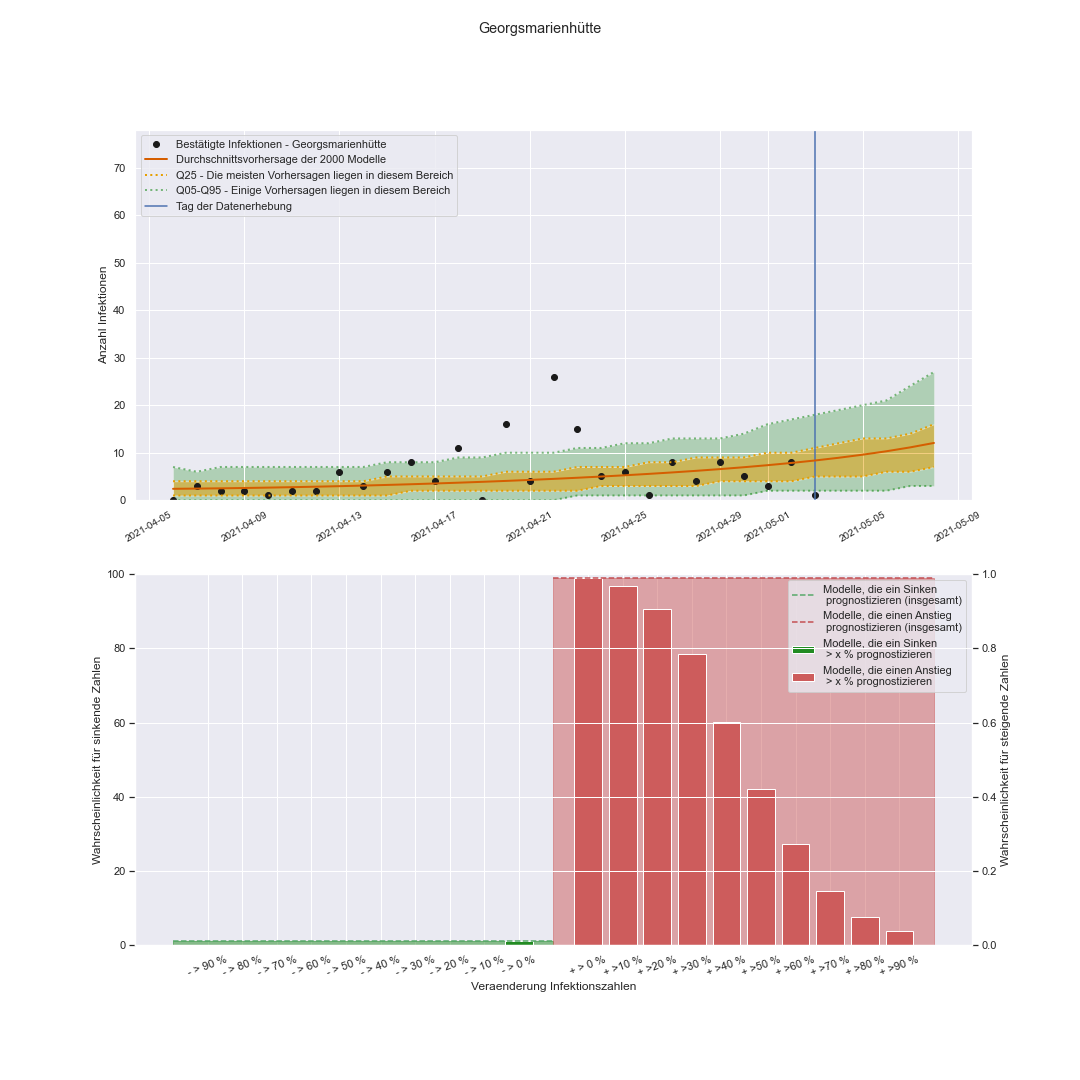 Georgsmarienhütte
Bestätigte Infektionen - Georgsmarienhütte
Durchschnittsvorhersage der 2000 Modelle
Q25 - Die meisten Vorhersagen liegen in diesem Bereich
Q05-Q95 - Einige Vorhersagen liegen in diesem Bereich
Tag der Datenerhebung
Anzahl Infektionen
70
60
50
40
30
20
10
0
2021-04-05
2021-04-09
2021-04-13
2021-04-17
2021-04-21
2021-04-25
2021-04-29
2021-05-01
2021-05-05
2021-05-09
Modelle, die ein Sinken
prognostizieren (insgesamt)
Modelle, die einen Anstieg
prognostizieren (insgesamt)
Modelle, die ein Sinken
> x % prognostizieren
Modelle, die einen Anstieg
> x % prognostizieren
Wahrscheinlichkeit für sinkende Zahlen
100
80
60
40
20
0
Wahrscheinlichkeit für steigende Zahlen
1.0
0.8
0.6
0.4
0.2
0.0
- > 90 %
- > 80 %
- > 70 %
- > 60 %
- > 50 %
- > 40 %
- > 30 %
- > 20 %
- > 10 %
- > 0 %
+ > 0 %
+ >10 %
+ >20 %
+ >30 %
+ >40 %
+ >50 %
+ >60 %
+ >70 %
+ >80 %
+ >90 %
Veraenderung Infektionszahlen